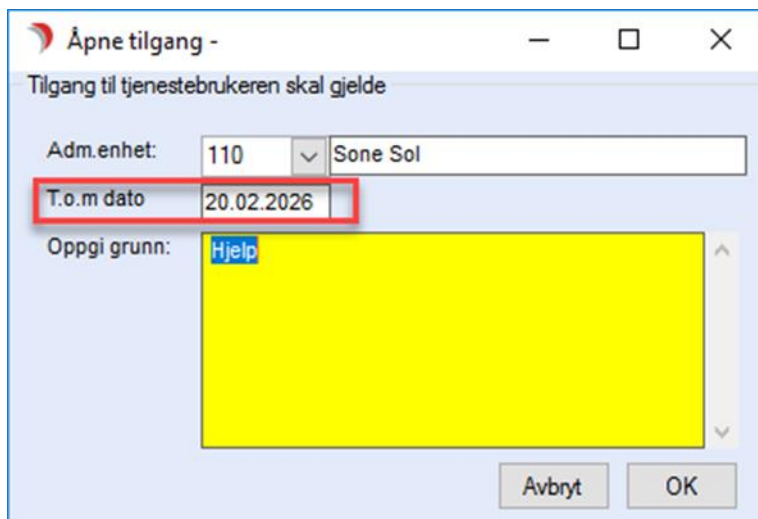 Åpne tilgang -
Tilgang til tjenestebrukeren skal gjelde
Adm.enhet: 110 Sone Sol
T.o.m dato 20.02.2026
Oppgi grunn: Hjelp
Avbryt OK